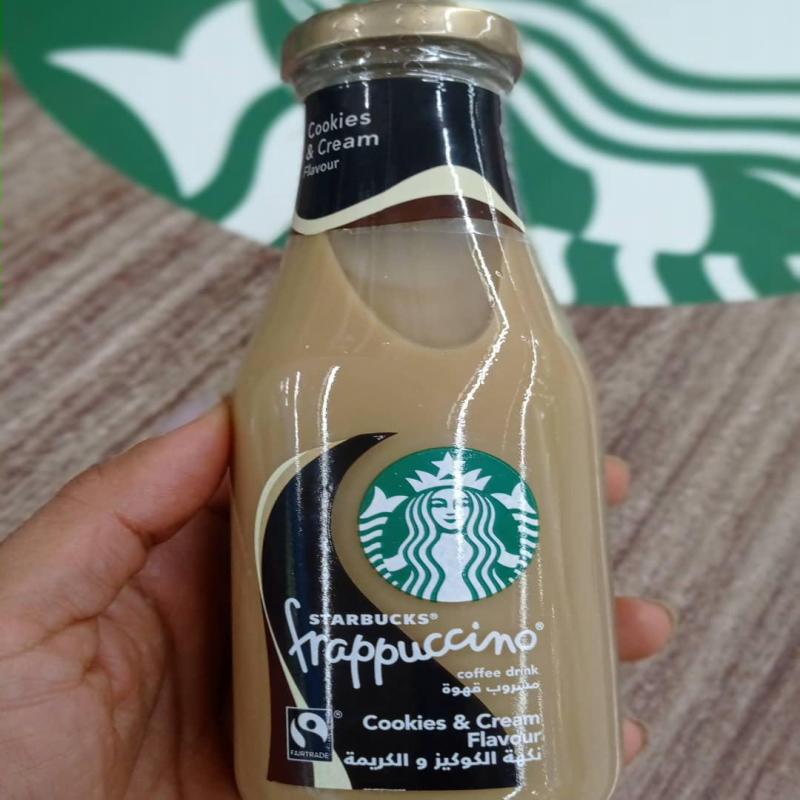 Cookies
& Cream
Flavour
STARBUCKS®
frappuccino®
coffee drink
مشروب قهوة
FAIRTRADE
®
Cookies & Cream
Flavour
نكهة الكوكيز و الكريمة